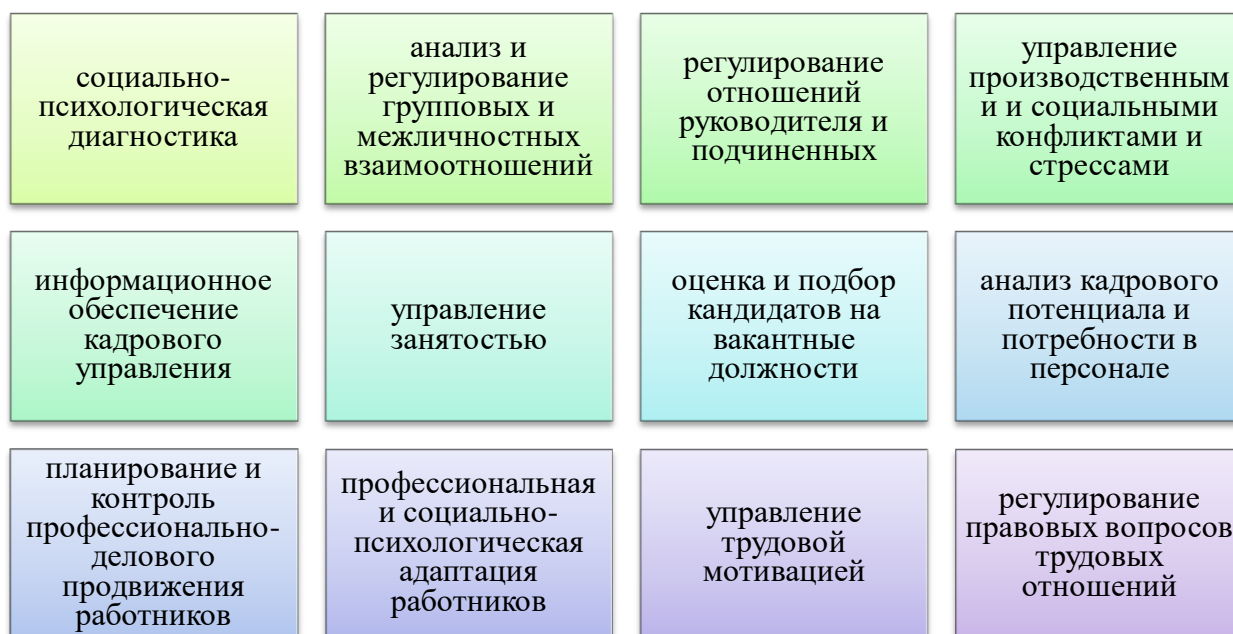 социально-
психологическая
диагностика
анализ и
регулирование
групповых и
межличностных
взаимоотношений
регулирование
отношений
руководителя и
подчиненных
управление
производственным
и и социальными
конфликтами и
стрессами
информационное
обеспечение
кадрового
управления
управление
занятостью
оценка и подбор
кандидатов на
вакантные
должности
анализ кадрового
потенциала и
потребности в
персонале
планирование и
контроль
профессионально-
делового
продвижения
работников
профессиональная
и социально-
психологическая
адаптация
работников
управление
трудовой
мотивацией
регулирование
правовых вопросов
трудовых
отношений